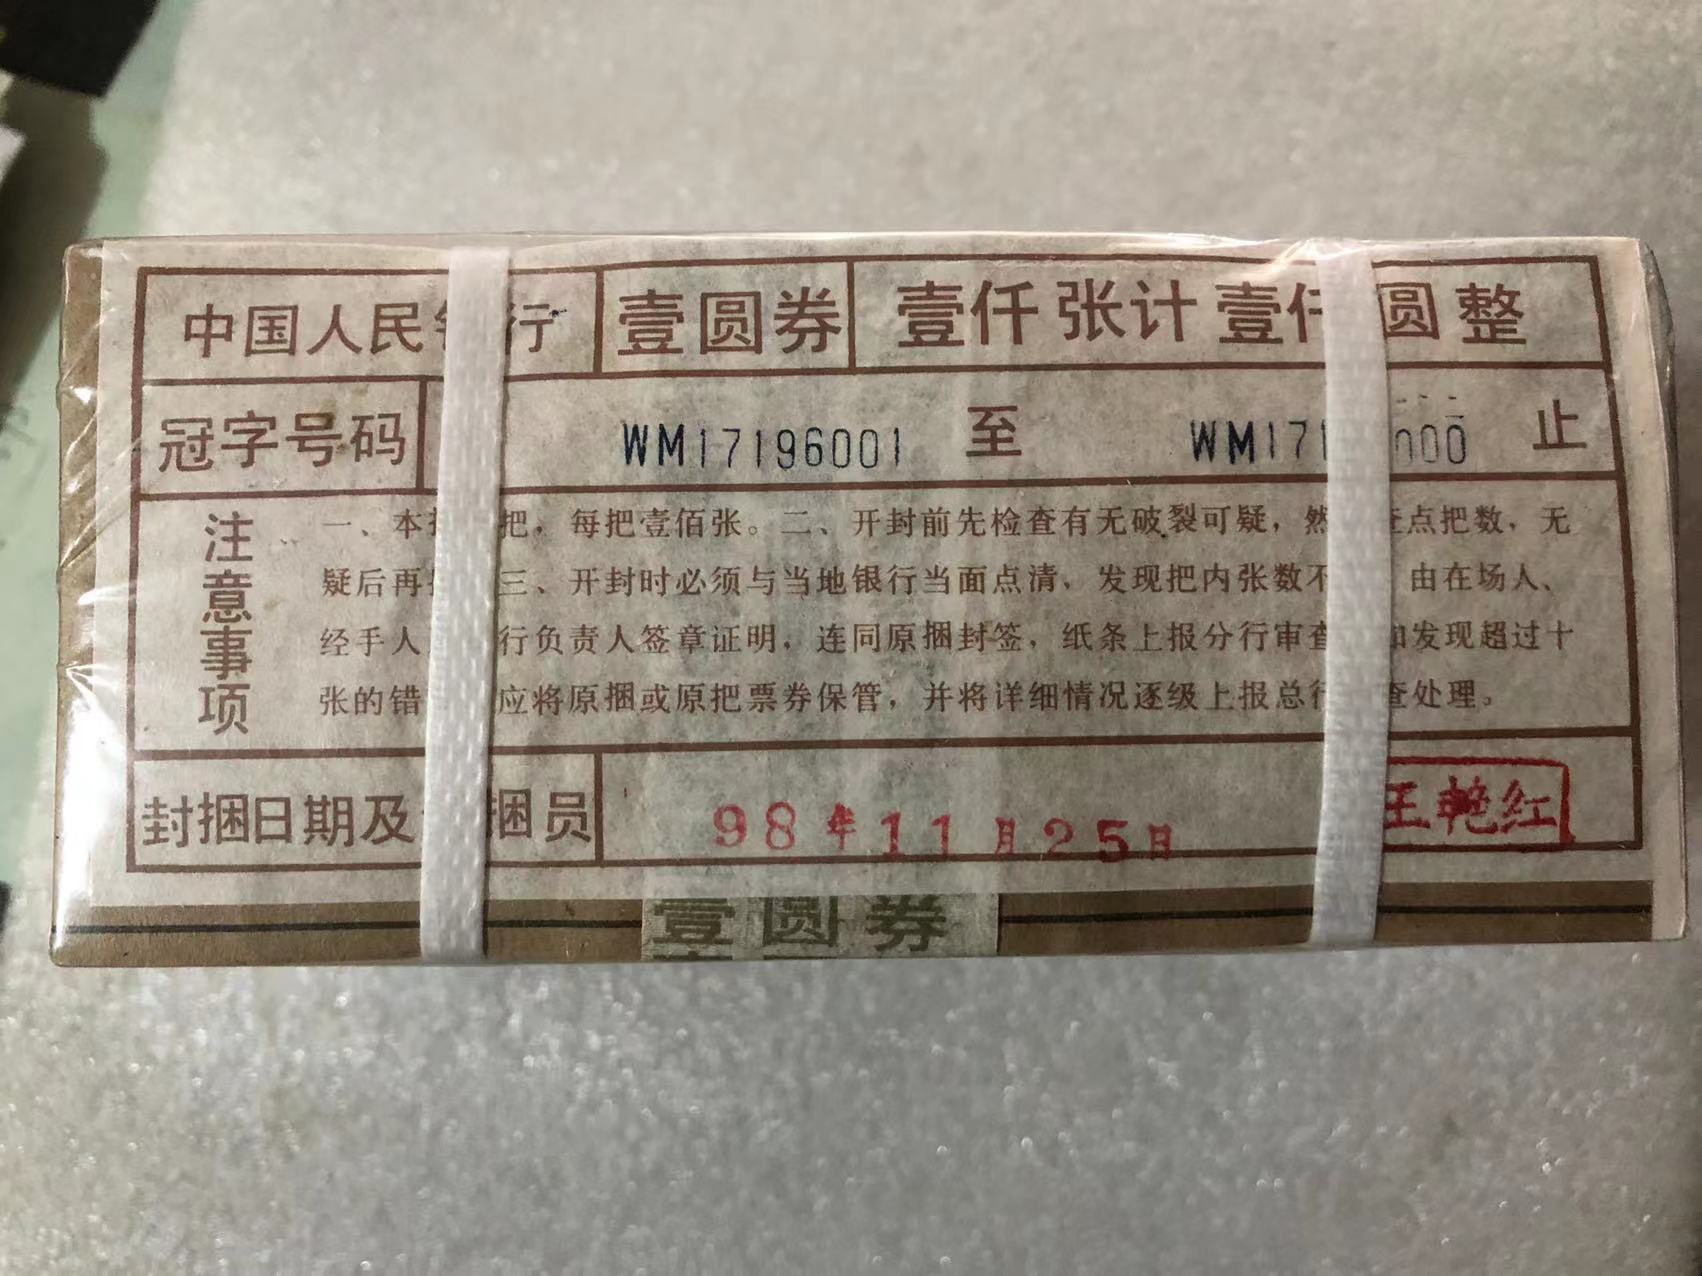 中国人民 行 壹圆券 壹仟张计壹仟圆整
冠字号码 WM17196001 至 WM171 000 止
注意事项
一、本 把，每把壹佰张。二、开封前先检查有无破裂可疑，然 点把数，无
疑后再 三、开封时必须与当地银行当面点清，发现把内张数不 由在场人、
经手人 行负责人签章证明，连同原捆封签，纸条上报分行审查 如发现超过十
张的错 应将原捆或原把票券保管，并将详细情况逐级上报总行 查处理。
封捆日期及 捆员 98年11月25日 王艳红
壹圆券